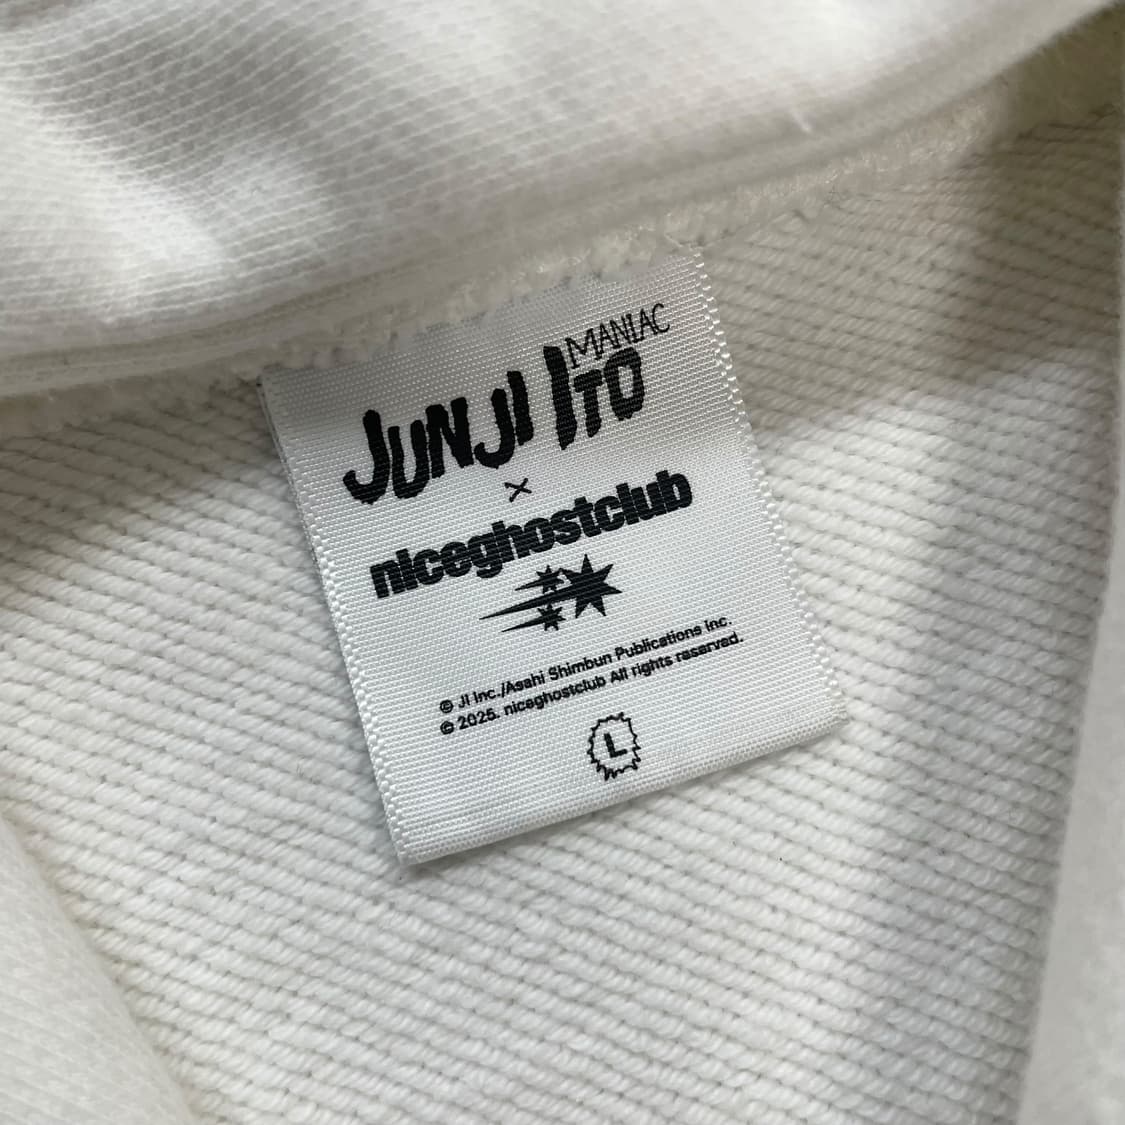 MANIAC
JUNJI ITO
×
niceghostclub
© JI Inc./Asahi Shimbun Publications Inc.
© 2025. niceghostclub All rights reserved.
L